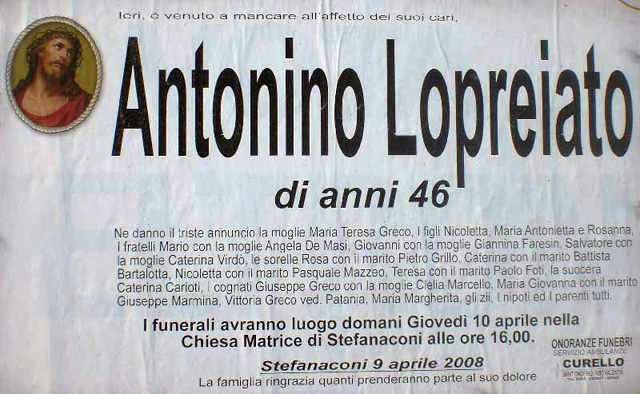 Ieri, è venuto a mancare all'affetto dei suoi cari,
Antonino Lopreiato
di anni 46
Ne danno il triste annuncio la moglie Maria Teresa Greco, I figli Nicoletta, Maria Antonietta e Rosanna,
I fratelli Mario con la moglie Angela De Masi, Giovanni con la moglie Giannina Faresin, Salvatore con
la moglie Caterina Virdò, le sorelle Rosa con il marito Pietro Grillo, Caterina con il marito Battista
Bartalotta, Nicoletta con il marito Pasquale Mazzeo, Teresa con il marito Paolo Foti, la suocera
Caterina Carioti, i cognati Giuseppe Greco con la moglie Clelia Marcello, Maria Giovanna con il marito
Giuseppe Marmina, Vittoria Greco ved. Patania, Maria Margherita, gli zii, I nipoti ed I parenti tutti.
I funerali avranno luogo domani Giovedì 10 aprile nella
Chiesa Matrice di Stefanaconi alle ore 16,00.
Stefanaconi 9 aprile 2008
La famiglia ringrazia quanti prenderanno parte al suo dolore
ONORANZE FUNEBRI
SERVIZIO AMBULANZE
CURELLO